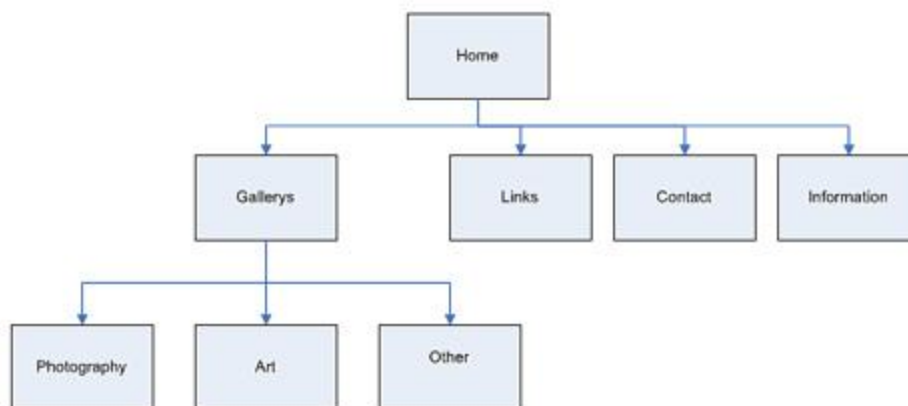 Home
Gallerys
Links
Contact
Information
Photography
Art
Other